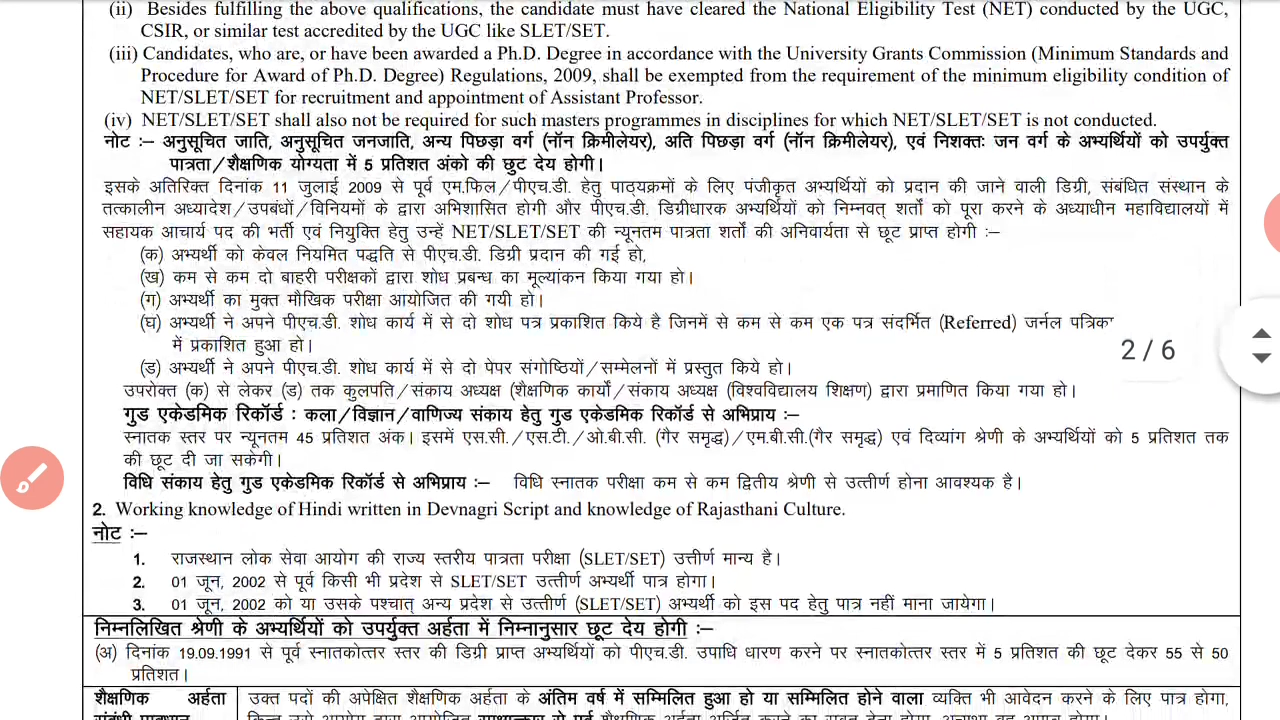 (ii) Besides fulfilling the above qualifications, the candidate must have cleared the National Eligibility Test (NET) conducted by the UGC,
CSIR, or similar test accredited by the UGC like SLET/SET.
(iii) Candidates, who are, or have been awarded a Ph.D. Degree in accordance with the University Grants Commission (Minimum Standards and
Procedure for Award of Ph.D. Degree) Regulations, 2009, shall be exempted from the requirement of the minimum eligibility condition of
NET/SLET/SET for recruitment and appointment of Assistant Professor.
(iv) NET/SLET/SET shall also not be required for such masters programmes in disciplines for which NET/SLET/SET is not conducted.
नोट :– अनुसूचित जाति, अनुसूचित जनजाति, अन्य पिछड़ा वर्ग (नॉन क्रिमीलेयर), अति पिछड़ा वर्ग (नॉन क्रिमीलेयर), एवं निशक्तः जन वर्ग के अभ्यर्थियों को उपर्युक्त
पात्रता/शैक्षणिक योग्यता में 5 प्रतिशत अंको की छूट देय होगी।
इसके अतिरिक्त दिनांक 11 जुलाई 2009 से पूर्व एम.फिल/पीएच.डी. हेतु पाठ्यक्रमों के लिए पंजीकृत अभ्यर्थियों को प्रदान की जाने वाली डिग्री, संबंधित संस्थान के
तत्कालीन अध्यादेश/उपबंधों/विनियमों के द्वारा अभिशासित होगी और पीएच.डी. डिग्रीधारक अभ्यर्थियों को निम्नवत् शर्तों को पूरा करने के अध्याधीन महाविद्यालयों में
सहायक आचार्य पद की भर्ती एवं नियुक्ति हेतु उन्हें NET/SLET/SET की न्यूनतम पात्रता शर्तो की अनिवार्यता से छूट प्राप्त होगी :–
(क) अभ्यर्थी को केवल नियमित पद्धति से पीएच.डी. डिग्री प्रदान की गई हो,
(ख) कम से कम दो बाहरी परीक्षकों द्वारा शोध प्रबन्ध का मूल्यांकन किया गया हो।
(ग) अभ्यर्थी का मुक्त मौखिक परीक्षा आयोजित की गयी हो।
(घ) अभ्यर्थी ने अपने पीएच.डी. शोध कार्य में से दो शोध पत्र प्रकाशित किये है जिनमें से कम से कम एक पत्र संदर्भित (Referred) जर्नल
में प्रकाशित हुआ हो।
2 / 6
(ड) अभ्यर्थी ने अपने पीएच.डी. शोध कार्य में से दो पेपर संगोष्ठियों/सम्मेलनों में प्रस्तुत किये हो।
उपरोक्त (क) से लेकर (ड) तक कुलपति/संकाय अध्यक्ष (शैक्षणिक कार्यो/संकाय अध्यक्ष (विश्वविद्यालय शिक्षण) द्वारा प्रमाणित किया गया हो।
गुड एकेडमिक रिकॉर्ड : कला/विज्ञान/वाणिज्य संकाय हेतु गुड एकेडमिक रिकॉर्ड से अभिप्राय :–
स्नातक स्तर पर न्यूनतम 45 प्रतिशत अंक। इसमें एस.सी./एस.टी./ओ.बी.सी. (गैर समृद्ध)/एम.बी.सी.(गैर समृद्ध) एवं दिव्यांग श्रेणी के अभ्यर्थियों को 5 प्रतिशत तक
की छूट दी जा सकेगी।
विधि संकाय हेतु गुड एकेडमिक रिकॉर्ड से अभिप्राय :– विधि स्नातक परीक्षा कम से कम द्वितीय श्रेणी से उत्तीर्ण होना आवश्यक है।
2. Working knowledge of Hindi written in Devnagri Script and knowledge of Rajasthani Culture.
नोट :–
1. राजस्थान लोक सेवा आयोग की राज्य स्तरीय पात्रता परीक्षा (SLET/SET) उत्तीर्ण मान्य है।
2. 01 जून, 2002 से पूर्व किसी भी प्रदेश से SLET/SET उत्तीर्ण अभ्यर्थी पात्र होगा।
3. 01 जून, 2002 को या उसके पश्चात् अन्य प्रदेश से उत्तीर्ण (SLET/SET) अभ्यर्थी को इस पद हेतु पात्र नहीं माना जायेगा।
निम्नलिखित श्रेणी के अभ्यर्थियों को उपर्युक्त अर्हता में निम्नानुसार छूट देय होगी :–
(अ) दिनांक 19.09.1991 से पूर्व स्नातकोत्तर स्तर की डिग्री प्राप्त अभ्यर्थियों को पीएच.डी. उपाधि धारण करने पर स्नातकोत्तर स्तर में 5 प्रतिशत की छूट देकर 55 से 50
प्रतिशत।
शैक्षणिक अर्हता उक्त पदों की अपेक्षित शैक्षणिक अर्हता के अंतिम वर्ष में सम्मिलित हुआ हो या सम्मिलित होने वाला व्यक्ति भी आवेदन करने के लिए पात्र होगा,